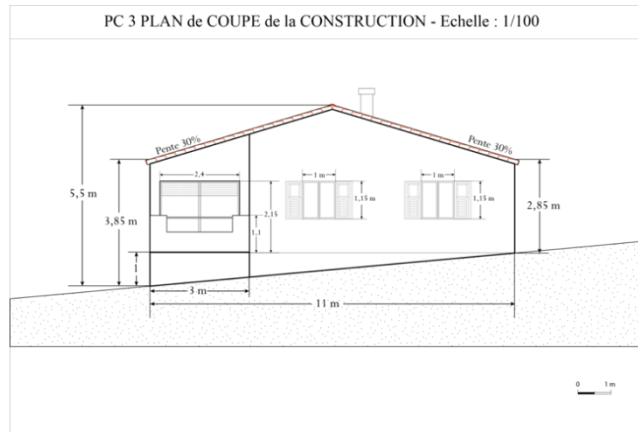 PC 3 PLAN de COUPE de la CONSTRUCTION - Echelle : 1/100
Pente 30%
Pente 30%
2,4
1 m
1 m
5,5 m
3,85 m
2,15
1,15 m
1,15 m
2,85 m
1,1
1
3 m
11 m
0 1 m